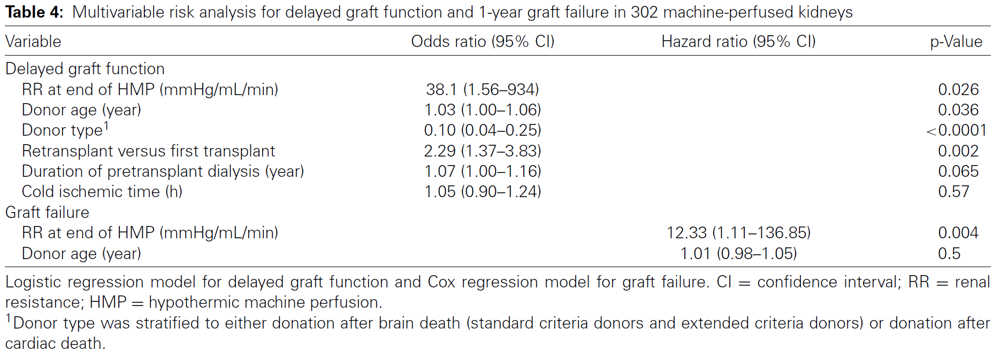 Table 4: Multivariable risk analysis for delayed graft function and 1-year graft failure in 302 machine-perfused kidneys
Variable Odds ratio (95% CI) Hazard ratio (95% CI) p-Value
Delayed graft function
RR at end of HMP (mmHg/mL/min) 38.1 (1.56–934) 0.026
Donor age (year) 1.03 (1.00–1.06) 0.036
Donor type1 0.10 (0.04–0.25) <0.0001
Retransplant versus first transplant 2.29 (1.37–3.83) 0.002
Duration of pretransplant dialysis (year) 1.07 (1.00–1.16) 0.065
Cold ischemic time (h) 1.05 (0.90–1.24) 0.57
Graft failure
RR at end of HMP (mmHg/mL/min) 12.33 (1.11–136.85) 0.004
Donor age (year) 1.01 (0.98–1.05) 0.5
Logistic regression model for delayed graft function and Cox regression model for graft failure. CI = confidence interval; RR = renal
resistance; HMP = hypothermic machine perfusion.
1Donor type was stratified to either donation after brain death (standard criteria donors and extended criteria donors) or donation after
cardiac death.